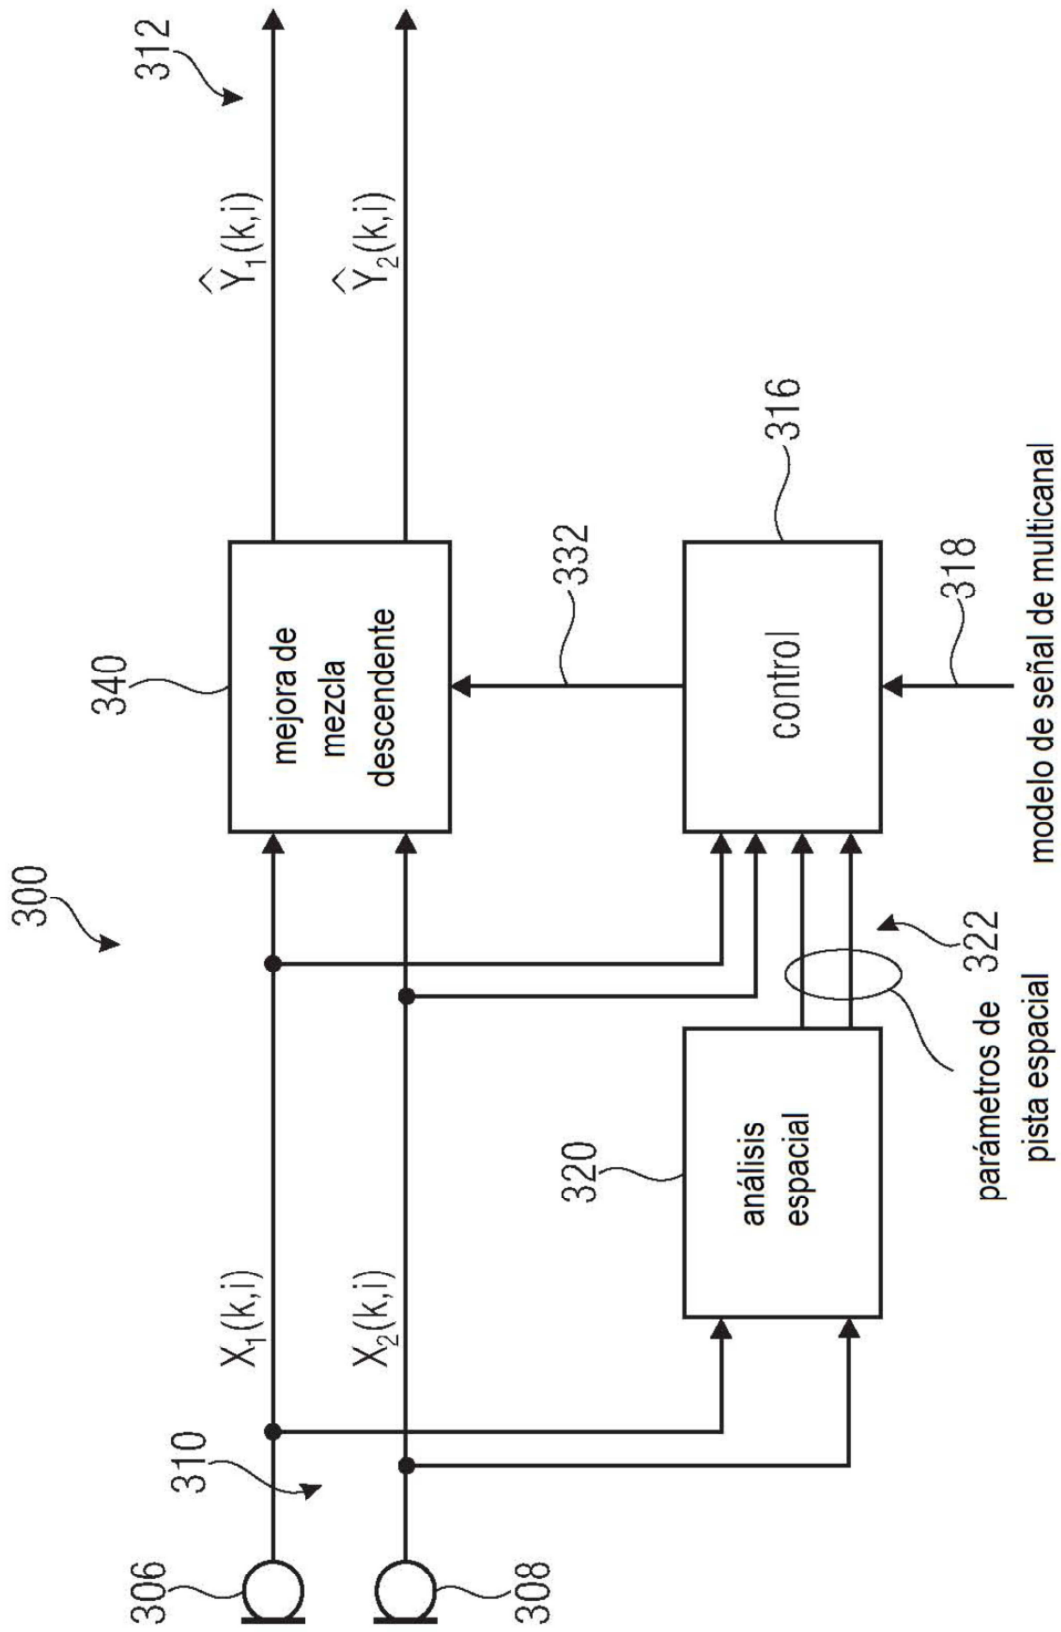 300
312
340
306
310
X₁(k,i)
Ŷ₁(k,i)
X₂(k,i)
Ŷ₂(k,i)
308
mejora de
mezcla
descendente
332
320
análisis
espacial
control
316
318
322
parámetros de
pista espacial
modelo de señal de multicanal